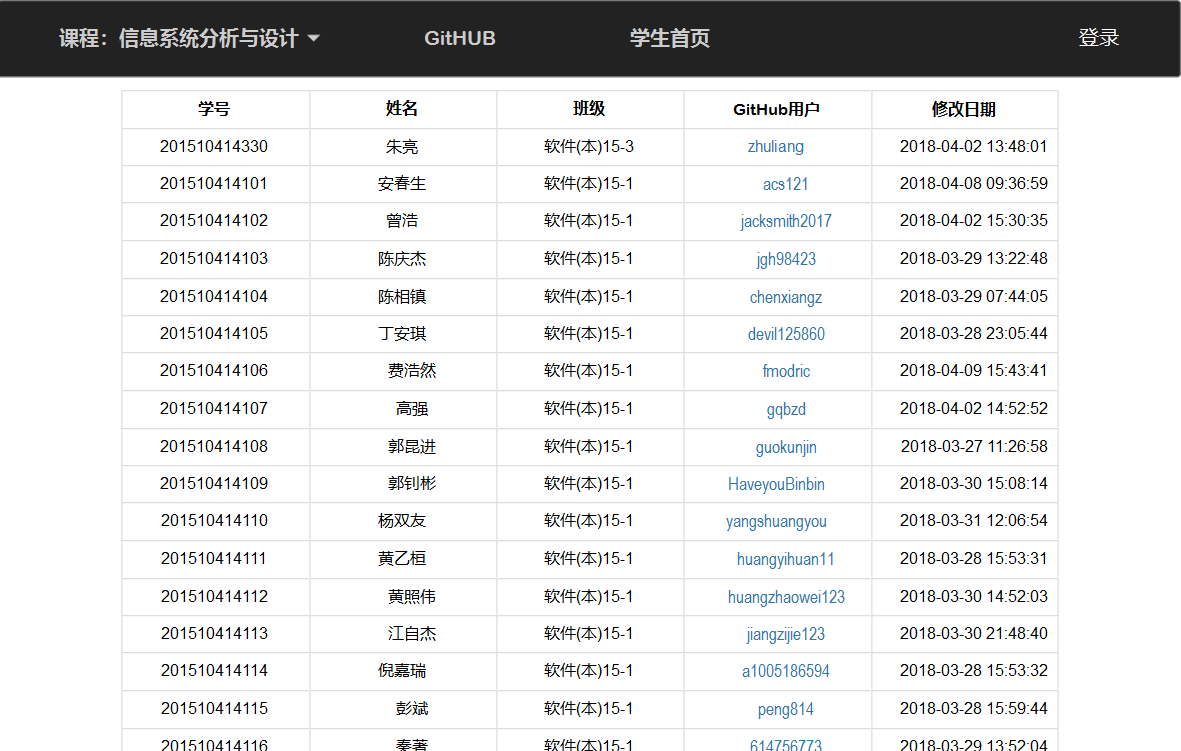 课程：信息系统分析与设计 GitHUB 学生首页 登录
学号 姓名 班级 GitHub用户 修改日期
201510414330 朱亮 软件(本)15-3 zhuliang 2018-04-02 13:48:01
201510414101 安春生 软件(本)15-1 acs121 2018-04-08 09:36:59
201510414102 曾浩 软件(本)15-1 jacksmith2017 2018-04-02 15:30:35
201510414103 陈庆杰 软件(本)15-1 jgh98423 2018-03-29 13:22:48
201510414104 陈相镇 软件(本)15-1 chenxiangz 2018-03-29 07:44:05
201510414105 丁安琪 软件(本)15-1 devil125860 2018-03-28 23:05:44
201510414106 费浩然 软件(本)15-1 fmodric 2018-04-09 15:43:41
201510414107 高强 软件(本)15-1 gqbzd 2018-04-02 14:52:52
201510414108 郭昆进 软件(本)15-1 guokunjin 2018-03-27 11:26:58
201510414109 郭钊彬 软件(本)15-1 HaveyouBinbin 2018-03-30 15:08:14
201510414110 杨双友 软件(本)15-1 yangshuangyou 2018-03-31 12:06:54
201510414111 黄乙桓 软件(本)15-1 huangyihuan11 2018-03-28 15:53:31
201510414112 黄照伟 软件(本)15-1 huangzhaowei123 2018-03-30 14:52:03
201510414113 江自杰 软件(本)15-1 jiangzijie123 2018-03-30 21:48:40
201510414114 倪嘉瑞 软件(本)15-1 a1005186594 2018-03-28 15:53:32
201510414115 彭斌 软件(本)15-1 peng814 2018-03-28 15:59:44
201510414116 秦著 软件(本)15-1 614756773 2018-03-29 13:52:04